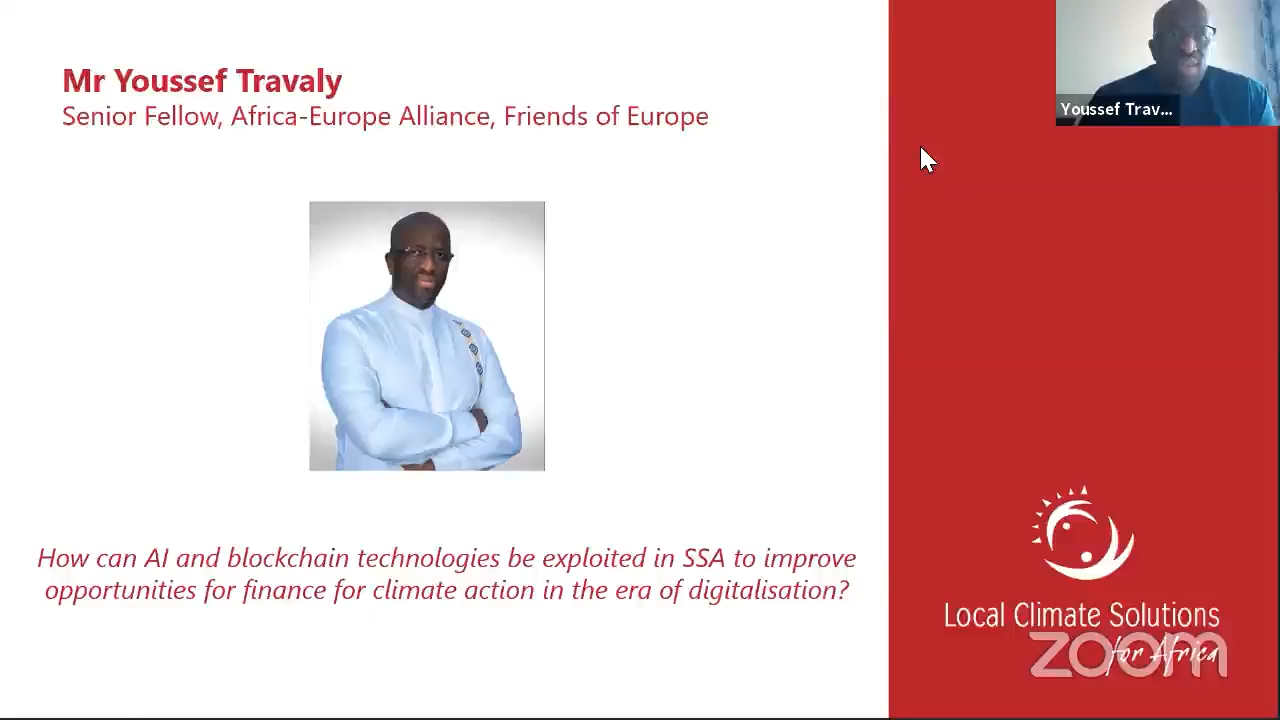 Mr Youssef Travaly
Senior Fellow, Africa-Europe Alliance, Friends of Europe
Youssef Trav...
How can AI and blockchain technologies be exploited in SSA to improve
opportunities for finance for climate action in the era of digitalisation?
Local Climate Solutions
for Africa
zoom